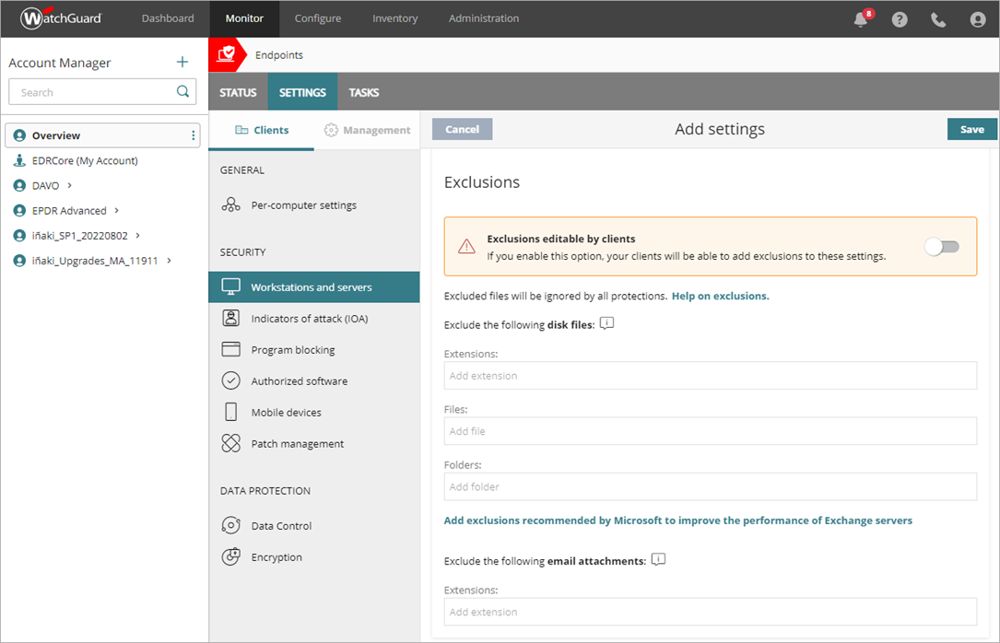 WatchGuard
Dashboard
Monitor
Configure
Inventory
Administration
8
?
Account Manager
Search
Overview
EDRCore (My Account)
DAVO
EPDR Advanced
iñaki_SP1_20220802
iñaki_Upgrades_MA_11911
Endpoints
STATUS
SETTINGS
TASKS
Clients
Management
GENERAL
Per-computer settings
SECURITY
Workstations and servers
Indicators of attack (IOA)
Program blocking
Authorized software
Mobile devices
Patch management
DATA PROTECTION
Data Control
Encryption
Cancel
Add settings
Save
Exclusions
Exclusions editable by clients
If you enable this option, your clients will be able to add exclusions to these settings.
Excluded files will be ignored by all protections. Help on exclusions.
Exclude the following disk files:
Extensions:
Add extension
Files:
Add file
Folders:
Add folder
Add exclusions recommended by Microsoft to improve the performance of Exchange servers
Exclude the following email attachments:
Extensions:
Add extension